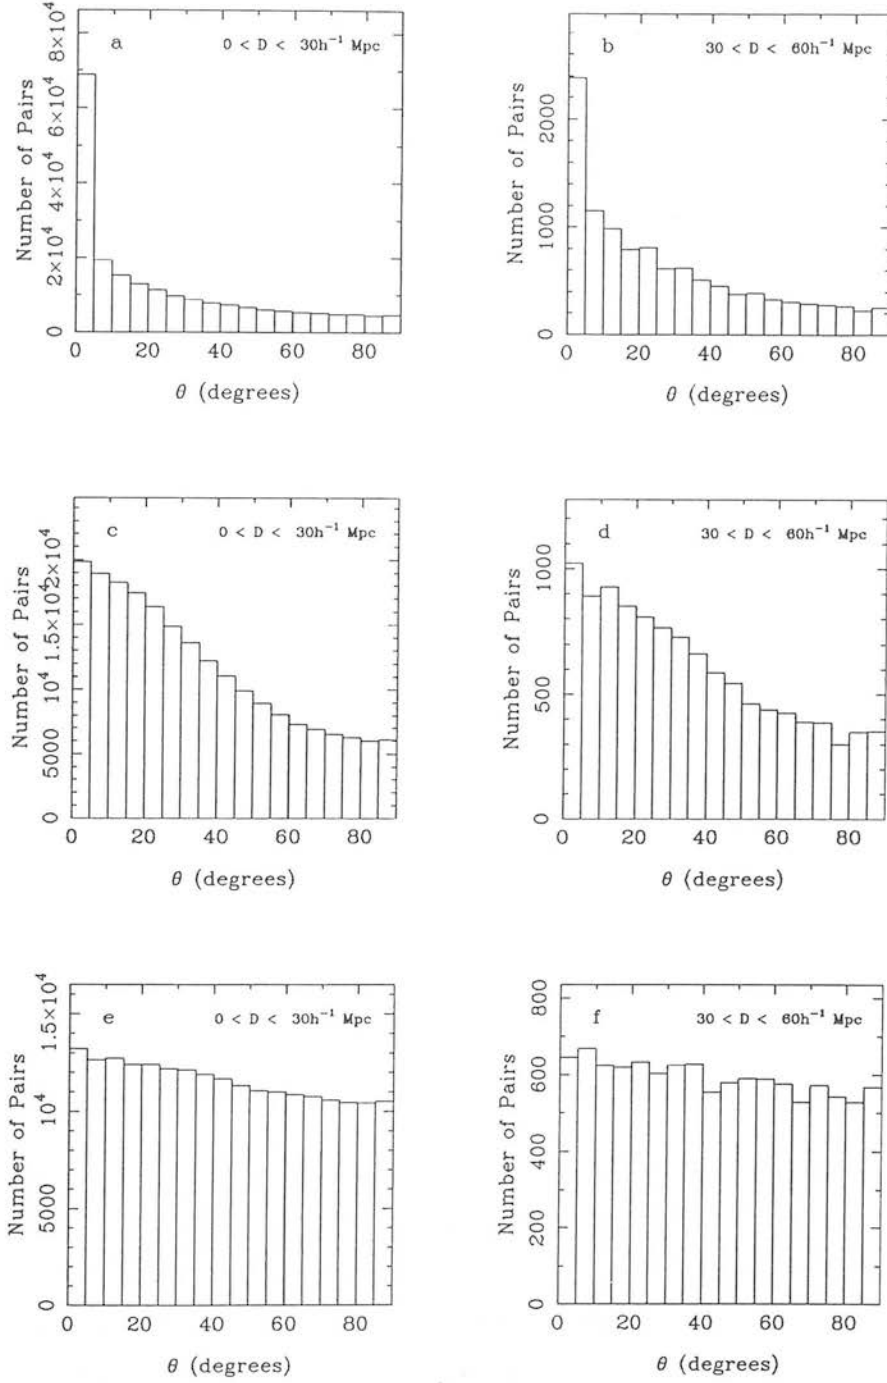 a 0 < D < 30h⁻¹ Mpc
Number of Pairs
0 2×10⁴ 4×10⁴ 6×10⁴ 8×10⁴
0 20 40 60 80
θ (degrees)
b 30 < D < 60h⁻¹ Mpc
Number of Pairs
0 1000 2000
0 20 40 60 80
θ (degrees)
c 0 < D < 30h⁻¹ Mpc
Number of Pairs
0 5000 10⁴ 1.5×10⁴ 2×10⁴
0 20 40 60 80
θ (degrees)
d 30 < D < 60h⁻¹ Mpc
Number of Pairs
0 500 1000
0 20 40 60 80
θ (degrees)
e 0 < D < 30h⁻¹ Mpc
Number of Pairs
0 5000 10⁴ 1.5×10⁴
0 20 40 60 80
θ (degrees)
f 30 < D < 60h⁻¹ Mpc
Number of Pairs
0 200 400 600 800
0 20 40 60 80
θ (degrees)